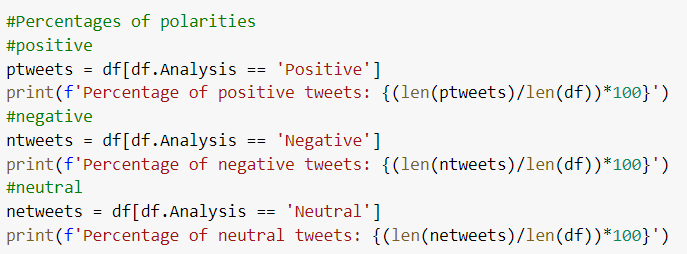 #Percentages of polarities
#positive
ptweets = df[df.Analysis == 'Positive']
print(f'Percentage of positive tweets: {(len(ptweets)/len(df))*100}')
#negative
ntweets = df[df.Analysis == 'Negative']
print(f'Percentage of negative tweets: {(len(ntweets)/len(df))*100}')
#neutral
netweets = df[df.Analysis == 'Neutral']
print(f'Percentage of neutral tweets: {(len(netweets)/len(df))*100}')